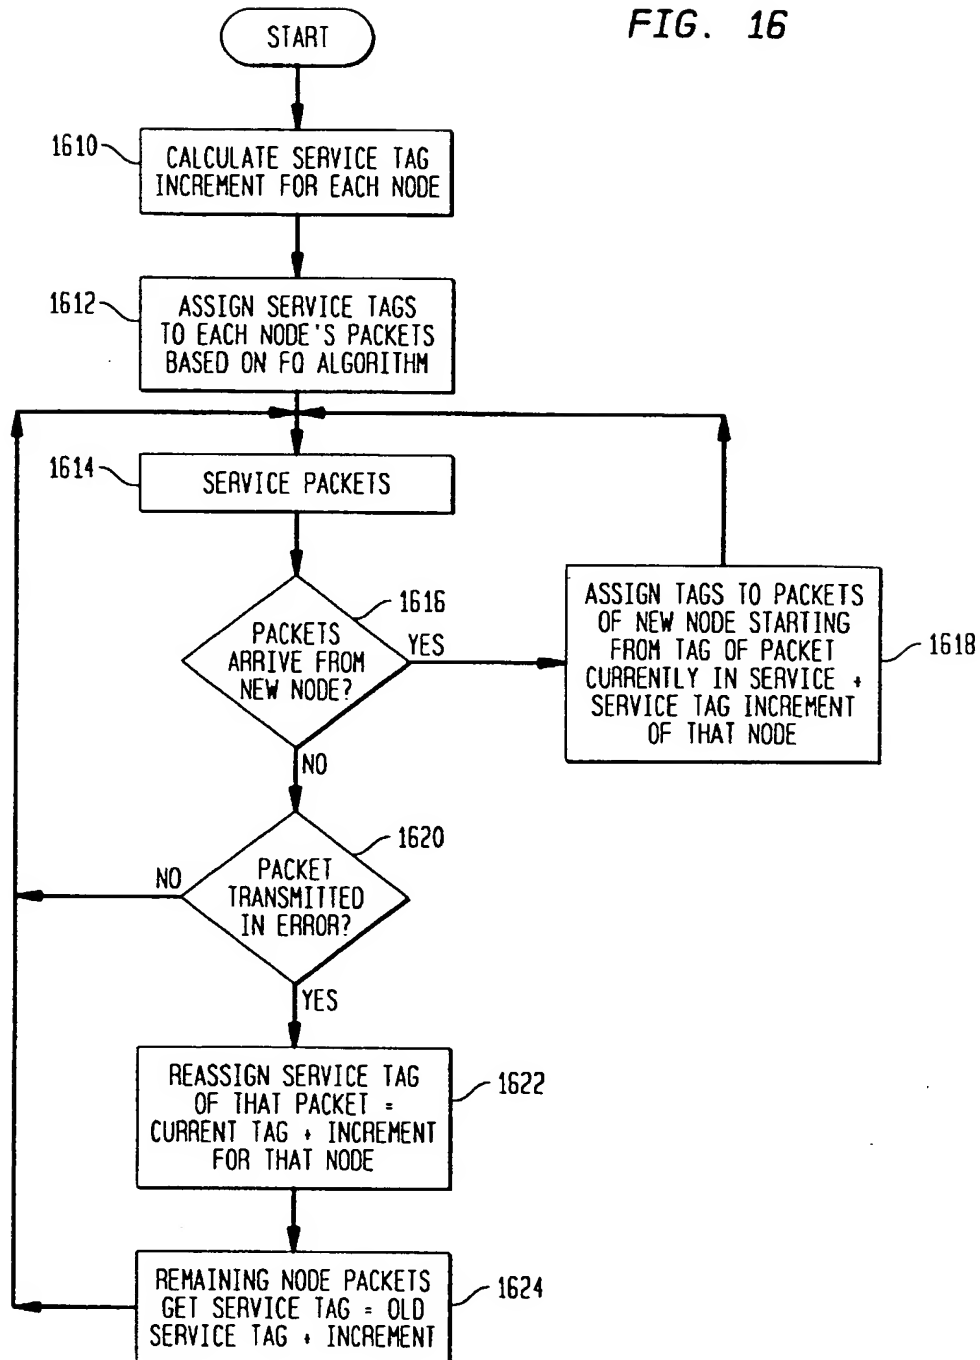 FIG. 16
START
1610
CALCULATE SERVICE TAG
INCREMENT FOR EACH NODE
1612
ASSIGN SERVICE TAGS
TO EACH NODE'S PACKETS
BASED ON FQ ALGORITHM
1614
SERVICE PACKETS
1616
PACKETS
ARRIVE FROM
NEW NODE?
YES
ASSIGN TAGS TO PACKETS
OF NEW NODE STARTING
FROM TAG OF PACKET
CURRENTLY IN SERVICE +
SERVICE TAG INCREMENT
OF THAT NODE
1618
NO
1620
PACKET
TRANSMITTED
IN ERROR?
NO
YES
REASSIGN SERVICE TAG
OF THAT PACKET =
CURRENT TAG + INCREMENT
FOR THAT NODE
1622
REMAINING NODE PACKETS
GET SERVICE TAG = OLD
SERVICE TAG + INCREMENT
1624